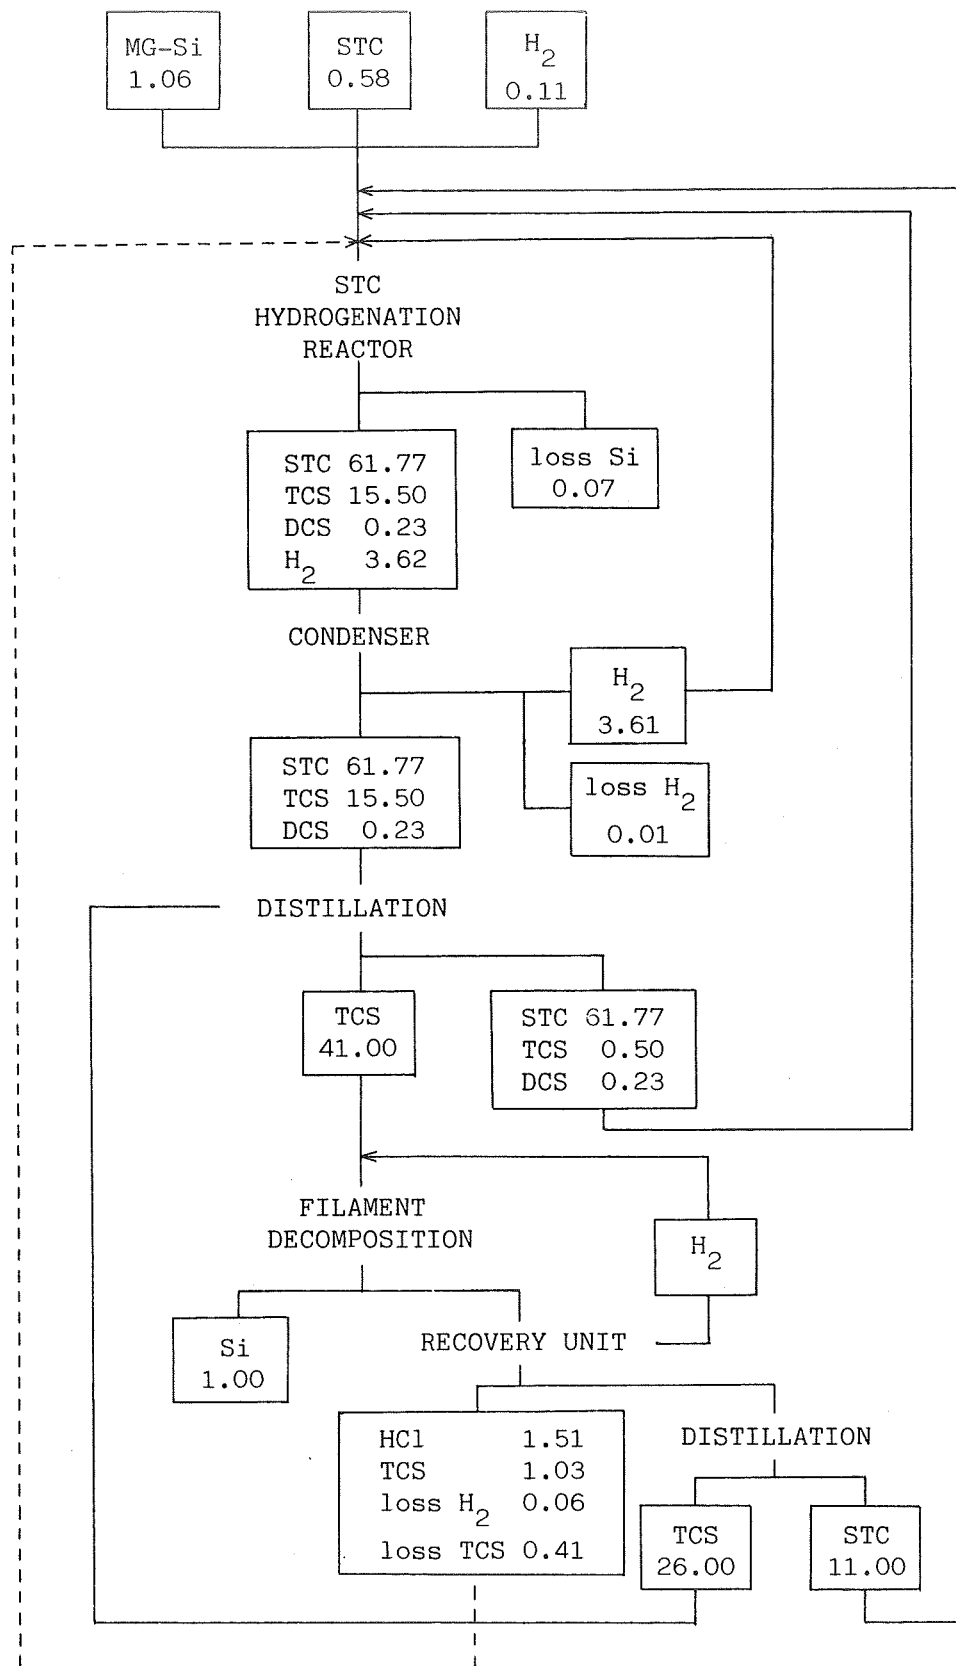 MG-Si
1.06
STC
0.58
H2
0.11
STC
HYDROGENATION
REACTOR
STC 61.77
TCS 15.50
DCS 0.23
H2 3.62
loss Si
0.07
CONDENSER
H2
3.61
STC 61.77
TCS 15.50
DCS 0.23
loss H2
0.01
DISTILLATION
TCS
41.00
STC 61.77
TCS 0.50
DCS 0.23
FILAMENT
DECOMPOSITION
H2
Si
1.00
RECOVERY UNIT
HCl 1.51
TCS 1.03
loss H2 0.06
loss TCS 0.41
DISTILLATION
TCS
26.00
STC
11.00